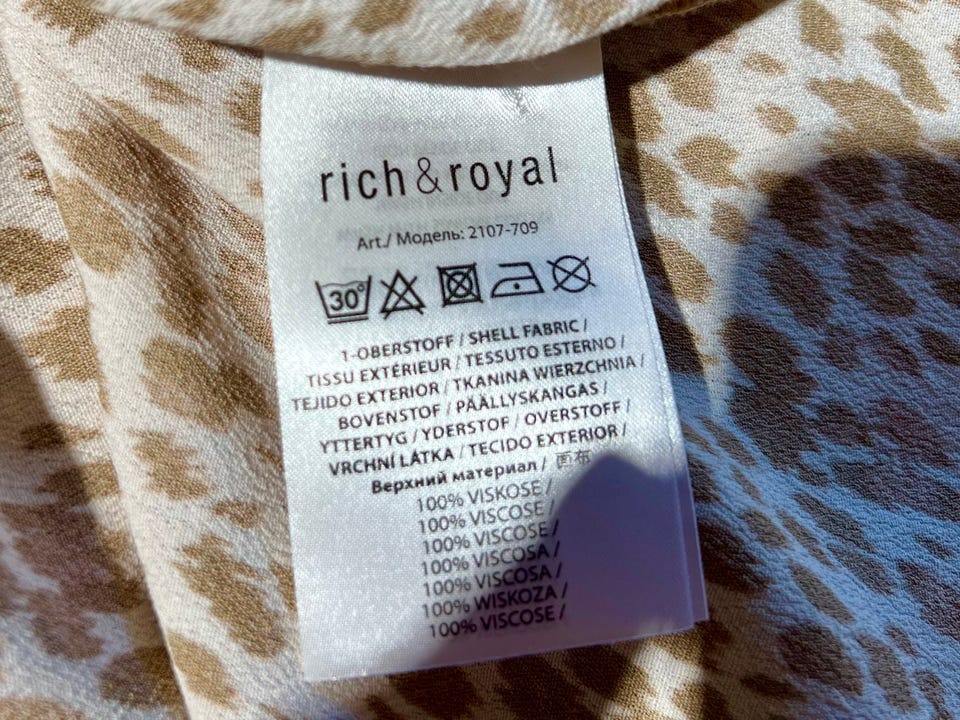 rich&royal
Art./ Модель: 2107-709
30°
1-OBERSTOFF / SHELL FABRIC /
TISSU EXTÉRIEUR / TESSUTO ESTERNO /
TEJIDO EXTERIOR / TKANINA WIERZCHNIA /
BOVENSTOF / PÄÄLLYSKANGAS /
YTTERTYG / YDERSTOF / OVERSTOFF /
VRCHNÍ LÁTKA / TECIDO EXTERIOR /
Верхний материал / 面布
100% VISKOSE /
100% VISCOSE /
100% VISCOSE /
100% VISCOSA /
100% VISCOSA /
100% WISKOZA /
100% VISCOSE /